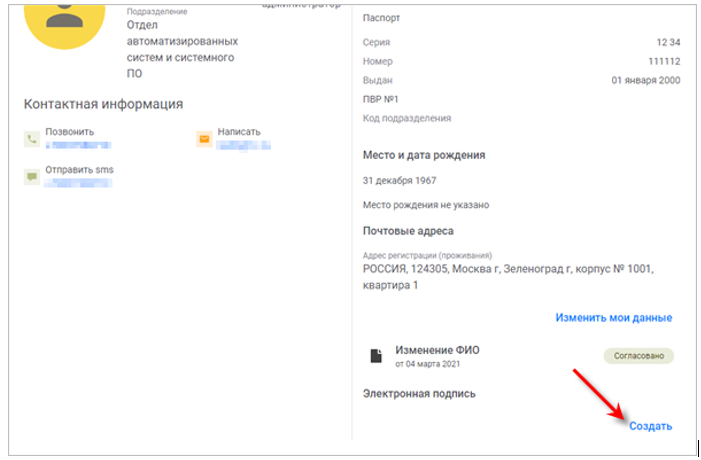 администратор
Подразделение
Отдел
автоматизированных
систем и системного
ПО
Контактная информация
Позвонить
Написать
Отправить sms
Паспорт
Серия 12 34
Номер 111112
Выдан 01 января 2000
ПВР №1
Код подразделения
Место и дата рождения
31 декабря 1967
Место рождения не указано
Почтовые адреса
Адрес регистрации (проживания)
РОССИЯ, 124305, Москва г, Зеленоград г, корпус № 1001,
квартира 1
Изменить мои данные
Изменение ФИО
Согласовано
от 04 марта 2021
Электронная подпись
Создать